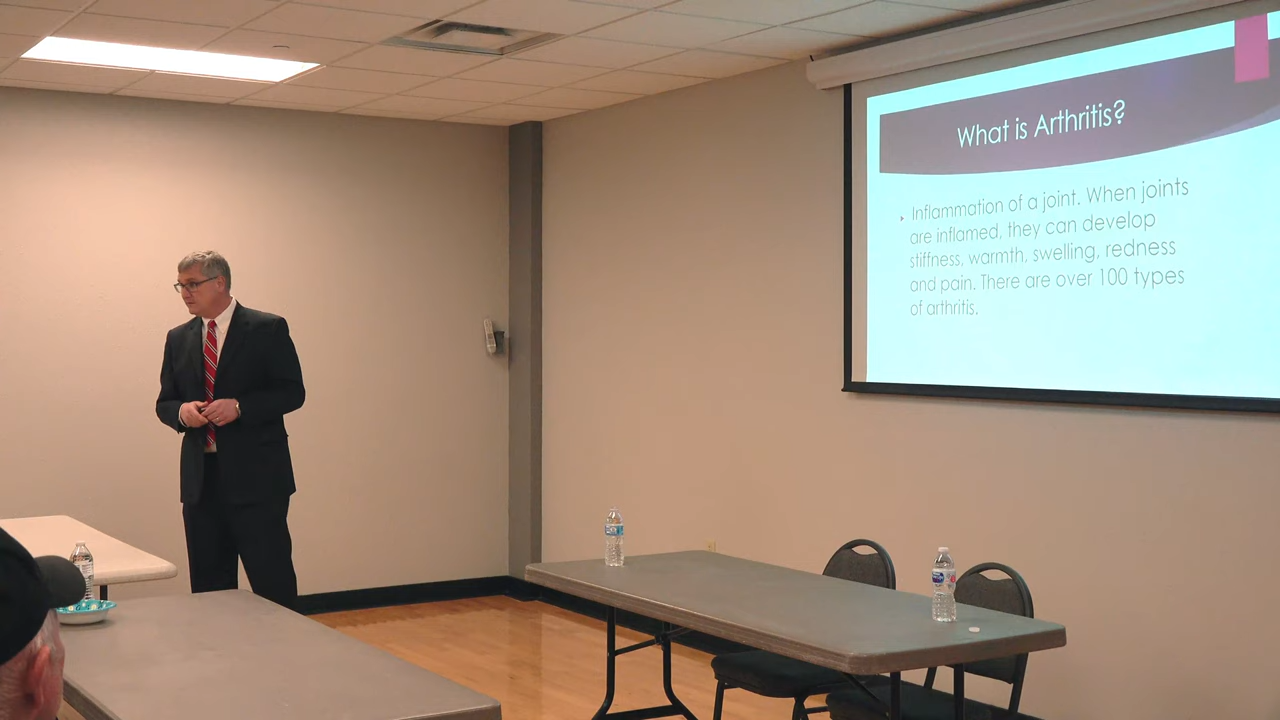 What is Arthritis?
Inflammation of a joint. When joints
are inflamed, they can develop
stiffness, warmth, swelling, redness
and pain. There are over 100 types
of arthritis.